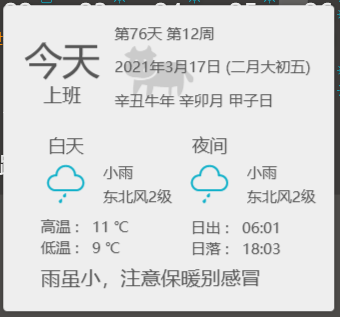 今天
上班
第76天 第12周
2021年3月17日 (二月大初五)
辛丑牛年 辛卯月 甲子日
白天
小雨
东北风2级
高温： 11 ℃
低温： 9 ℃
夜间
小雨
东北风2级
日出： 06:01
日落： 18:03
雨虽小，注意保暖别感冒